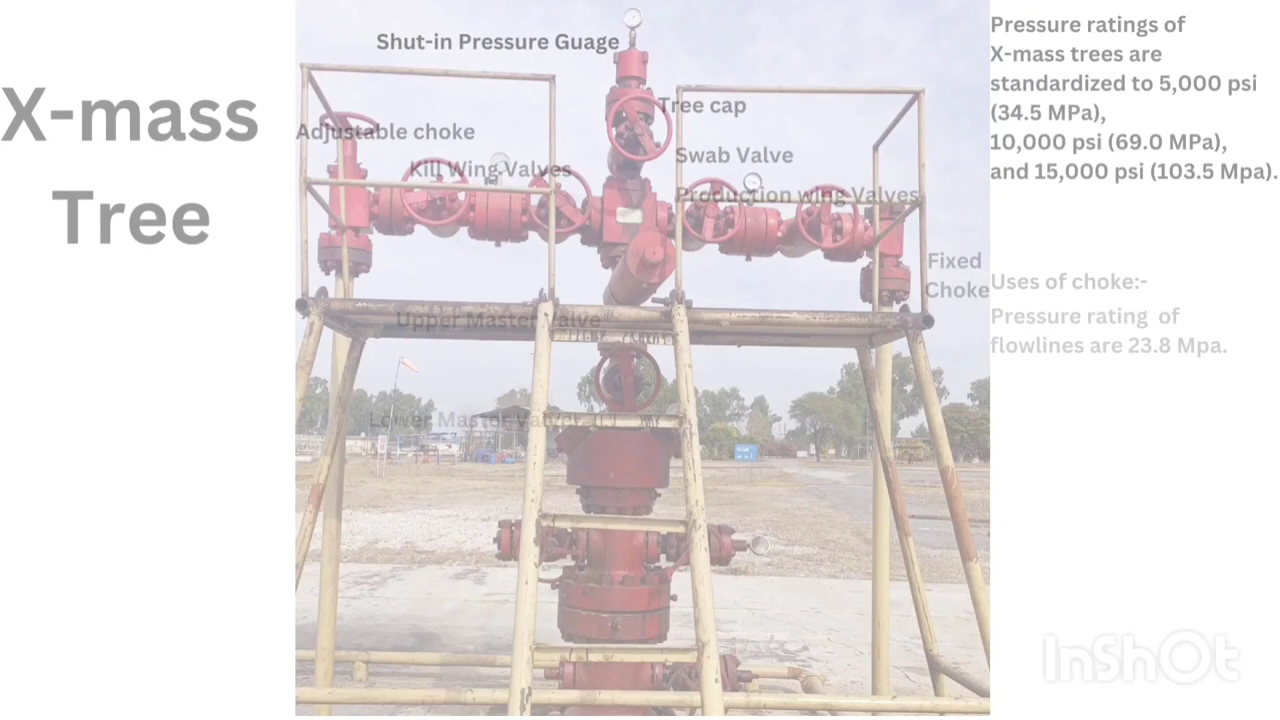 X-mass
Tree
Shut-in Pressure Guage
Tree cap
Adjustable choke
Swab Valve
Kill Wing Valves
Production wing Valves
Fixed
Choke
Upper Master Valve
Lower Master Valve
Pressure ratings of
X-mass trees are
standardized to 5,000 psi
(34.5 MPa),
10,000 psi (69.0 MPa),
and 15,000 psi (103.5 Mpa).
Uses of choke:-
Pressure rating of
flowlines are 23.8 Mpa.
InShOt